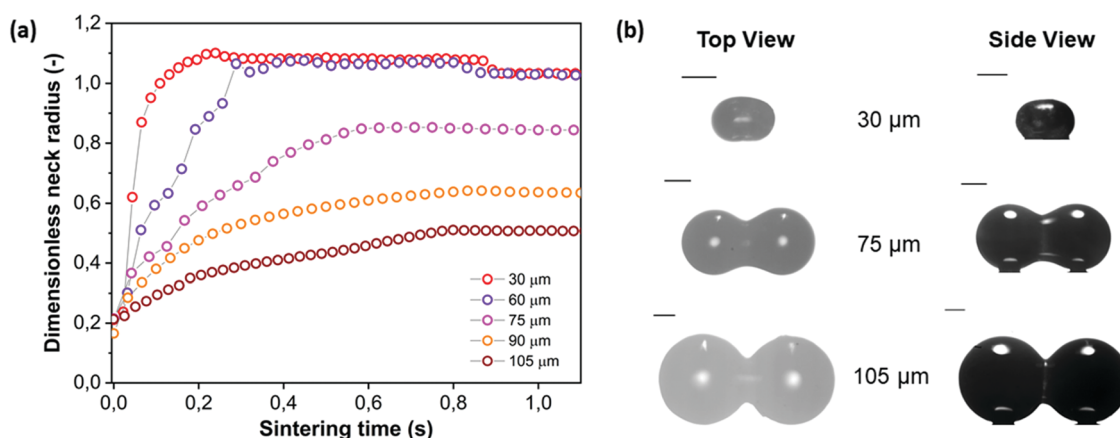 (a)
Dimensionless neck radius (-)
1,2
1,0
0,8
0,6
0,4
0,2
0,0
0,0
0,2
0,4
0,6
0,8
1,0
Sintering time (s)
30 μm
60 μm
75 μm
90 μm
105 μm
(b)
Top View
Side View
30 μm
75 μm
105 μm